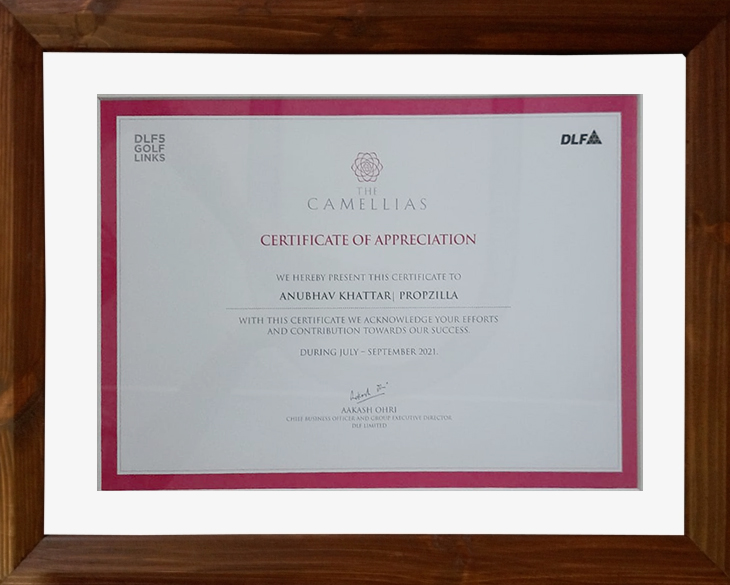 DLF5
GOLF
LINKS
DLF
THE
CAMELLIAS
CERTIFICATE OF APPRECIATION
WE HEREBY PRESENT THIS CERTIFICATE TO
ANUBHAV KHATTAR| PROPZILLA
WITH THIS CERTIFICATE WE ACKNOWLEDGE YOUR EFFORTS
AND CONTRIBUTION TOWARDS OUR SUCCESS.
DURING JULY – SEPTEMBER 2021.
AAKASH OHRI
CHIEF BUSINESS OFFICER AND GROUP EXECUTIVE DIRECTOR,
DLF LIMITED